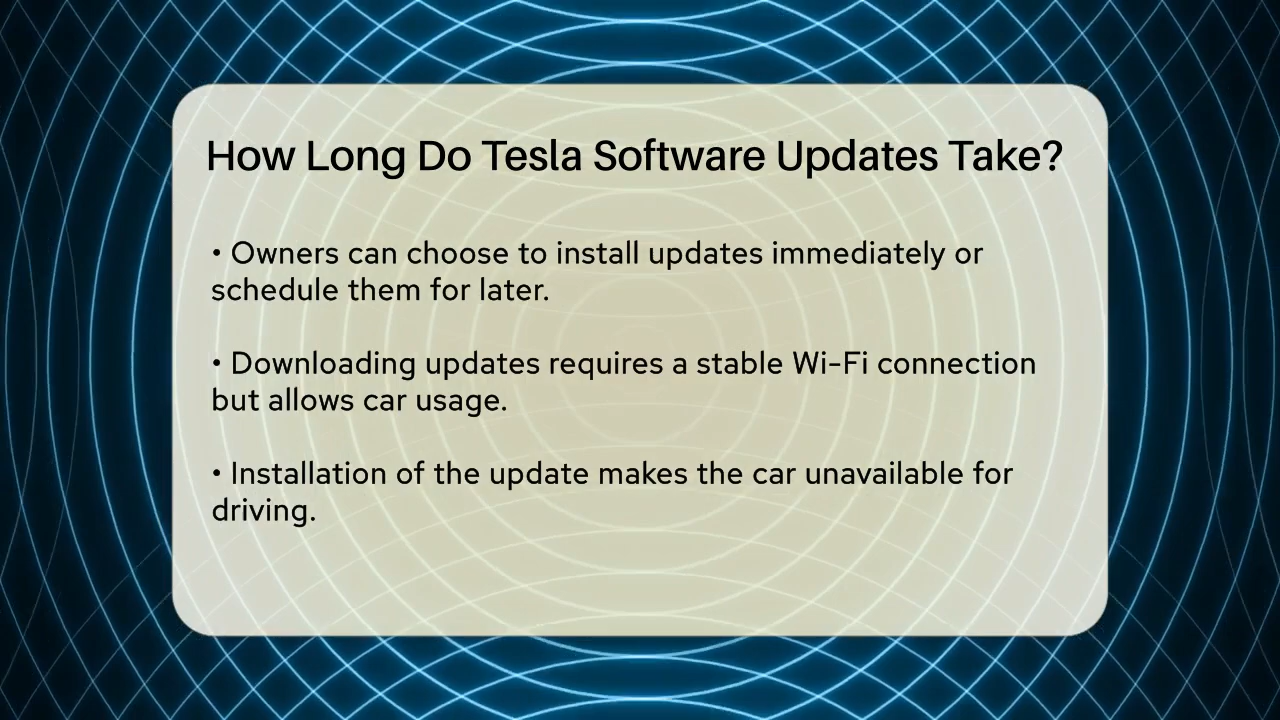 How Long Do Tesla Software Updates Take?
• Owners can choose to install updates immediately or
schedule them for later.
• Downloading updates requires a stable Wi-Fi connection
but allows car usage.
• Installation of the update makes the car unavailable for
driving.